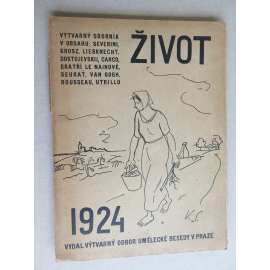 VÝTVARNÝ SBORNÍK
V OBSAHU: SEVERINI,
GROSZ, LIEBKNECHT,
DOSTOJEVSKIJ, CARCO,
BRATŘI LE NAINOVÉ,
SEURAT, VAN GOGH,
ROUSSEAU, UTRILLO
ŽIVOT
1924
VYDAL VÝTVARNÝ ODBOR UMĚLECKÉ BESEDY V PRAZE